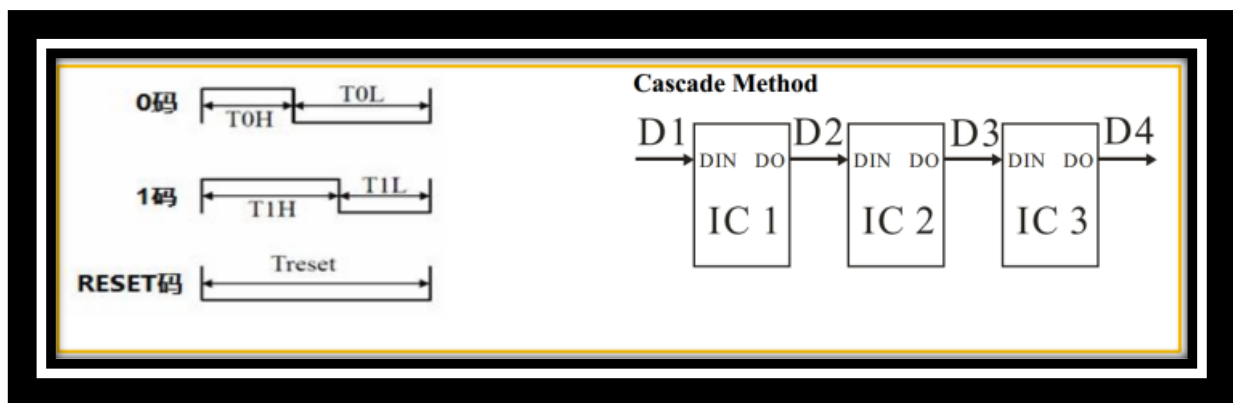 0码
T0H
T0L
1码
T1H
T1L
RESET码
Treset
Cascade Method
D1 D2 D3 D4
DIN DO DIN DO DIN DO
IC 1 IC 2 IC 3